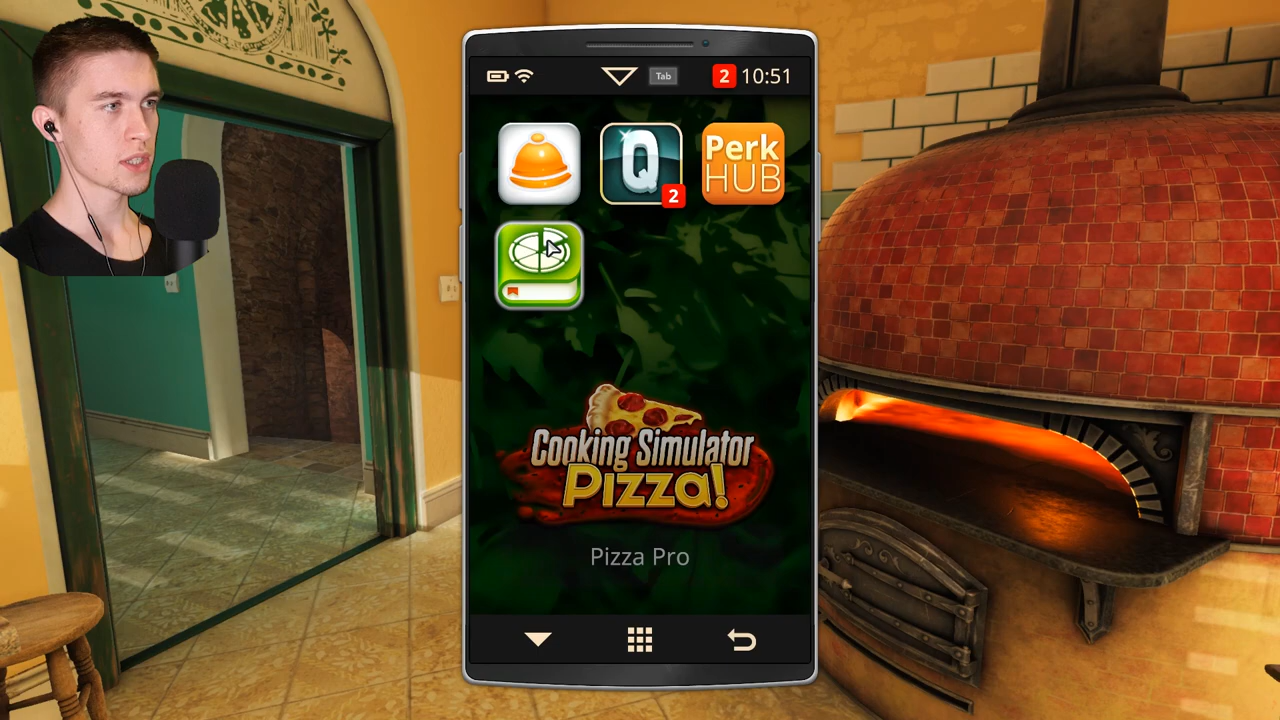 Tab
2 10:51
Q
2
Perk
HUB
Cooking Simulator
Pizza!
Pizza Pro